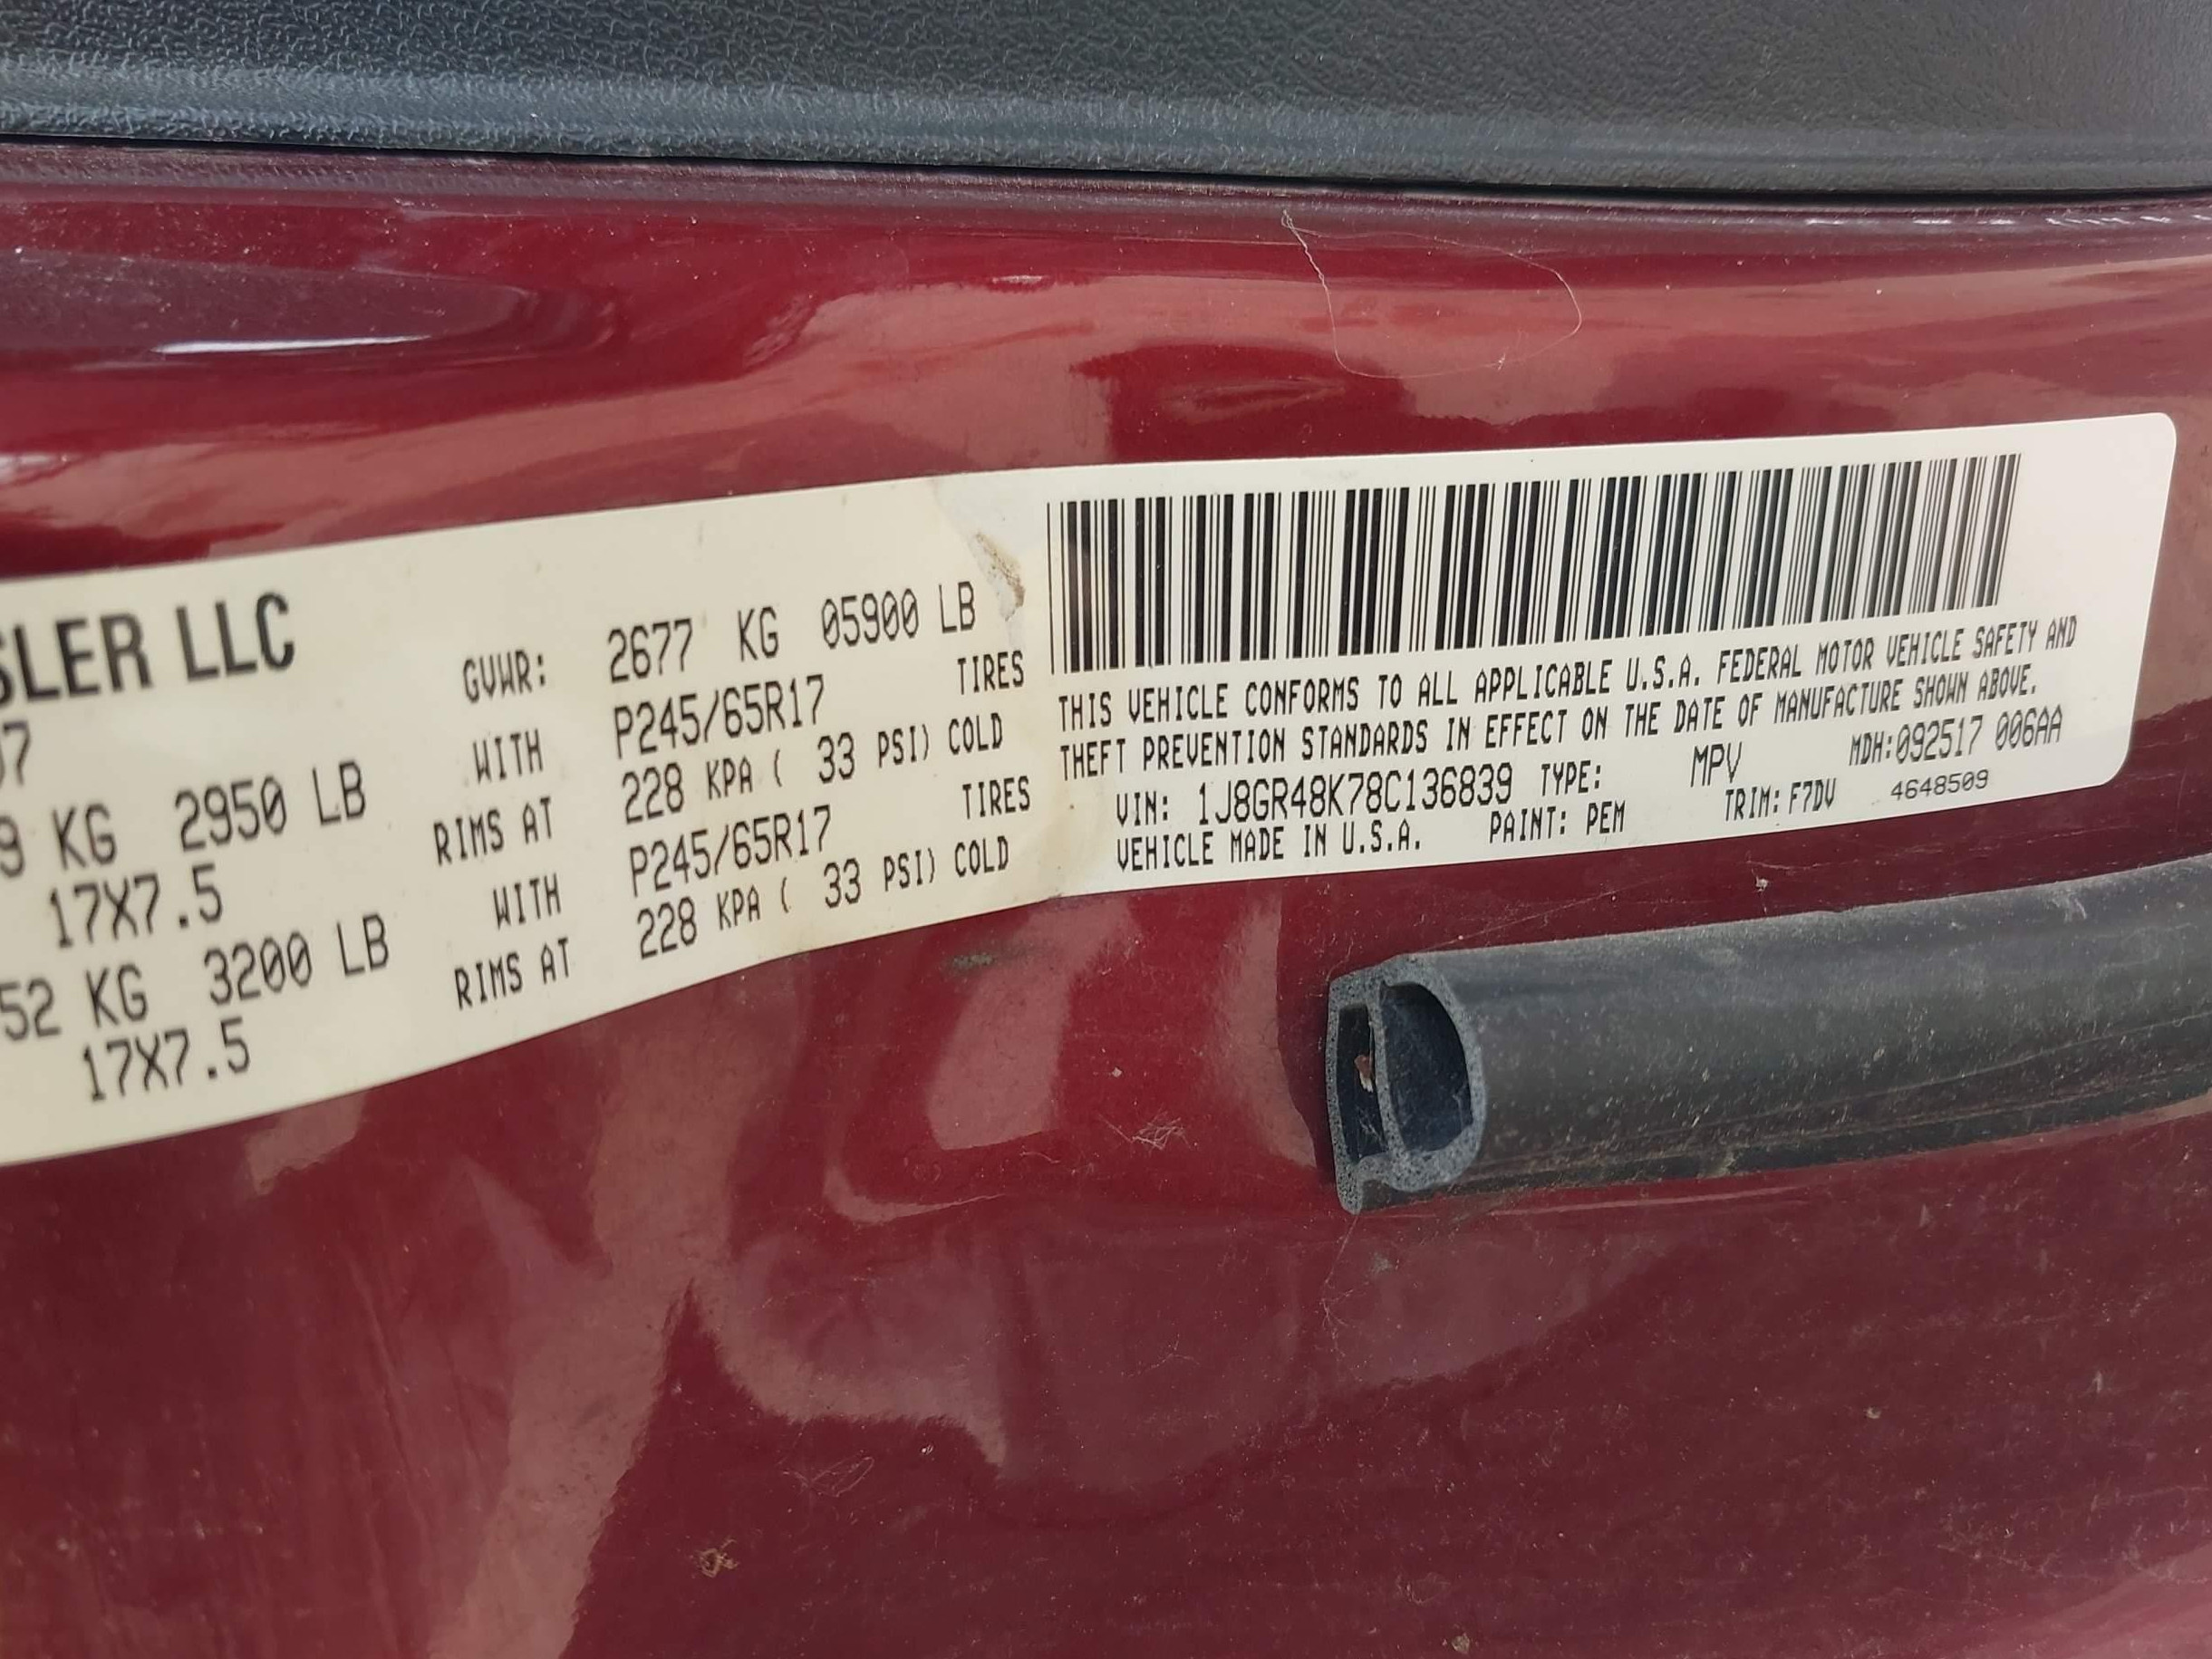 SLER LLC
07
9 KG 2950 LB
17X7.5
52 KG 3200 LB
17X7.5
GVWR: 2677 KG 05900 LB
WITH P245/65R17 TIRES
RIMS AT 228 KPA ( 33 PSI) COLD
WITH P245/65R17 TIRES
RIMS AT 228 KPA ( 33 PSI) COLD
THIS VEHICLE CONFORMS TO ALL APPLICABLE U.S.A. FEDERAL MOTOR VEHICLE SAFETY AND
THEFT PREVENTION STANDARDS IN EFFECT ON THE DATE OF MANUFACTURE SHOWN ABOVE.
VIN: 1J8GR48K78C136839 TYPE: MPV MDH:092517 006AA
VEHICLE MADE IN U.S.A. PAINT: PEM TRIM: F7DV 4648509